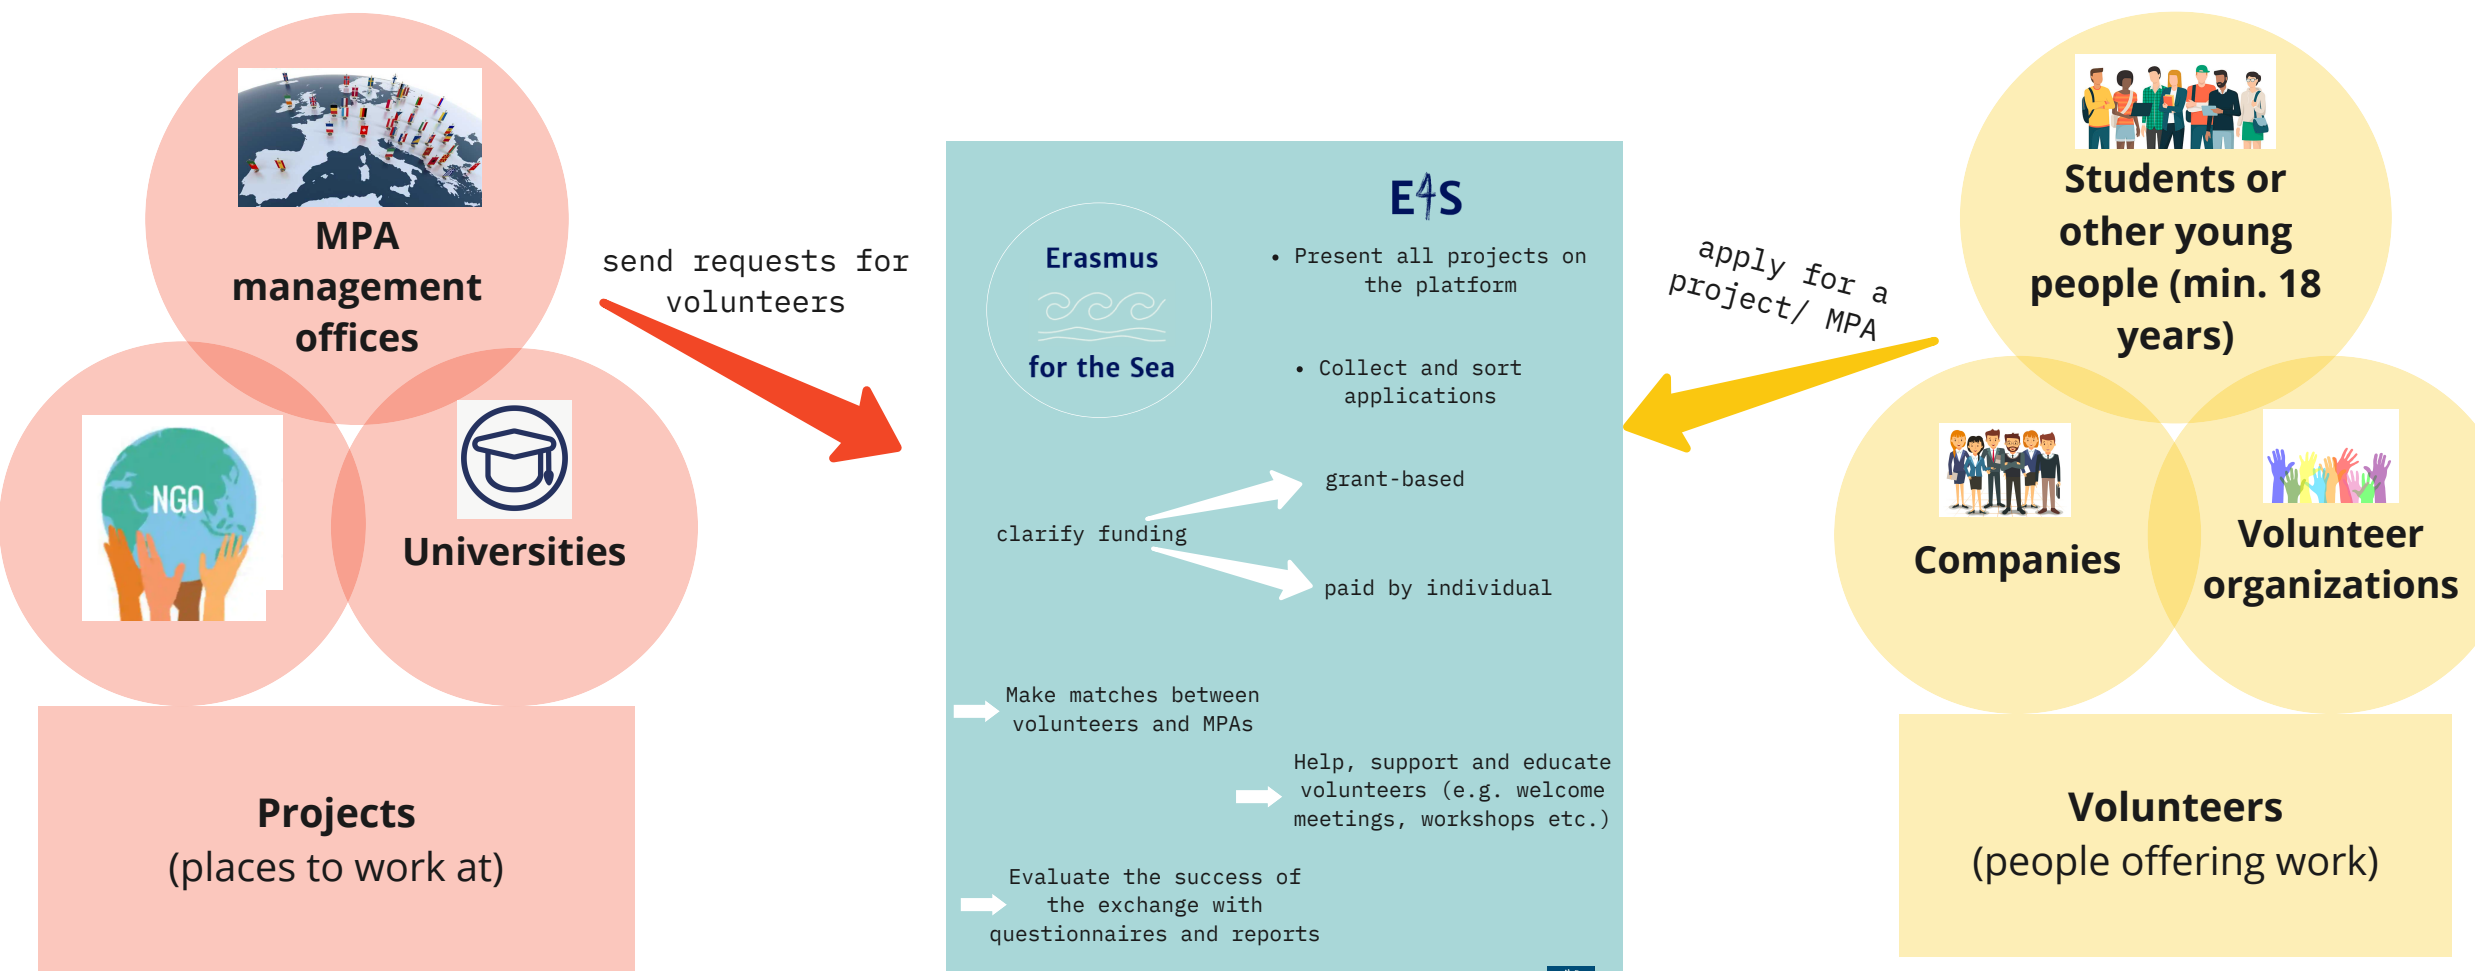 MPA
management
offices
NGO
Universities
Projects
(places to work at)
send requests for
volunteers
Erasmus
for the Sea
E4S
• Present all projects on
the platform
• Collect and sort
applications
clarify funding
grant-based
paid by individual
Make matches between
volunteers and MPAs
Help, support and educate
volunteers (e.g. welcome
meetings, workshops etc.)
Evaluate the success of
the exchange with
questionnaires and reports
apply for a
project/ MPA
Students or
other young
people (min. 18
years)
Companies
Volunteer
organizations
Volunteers
(people offering work)